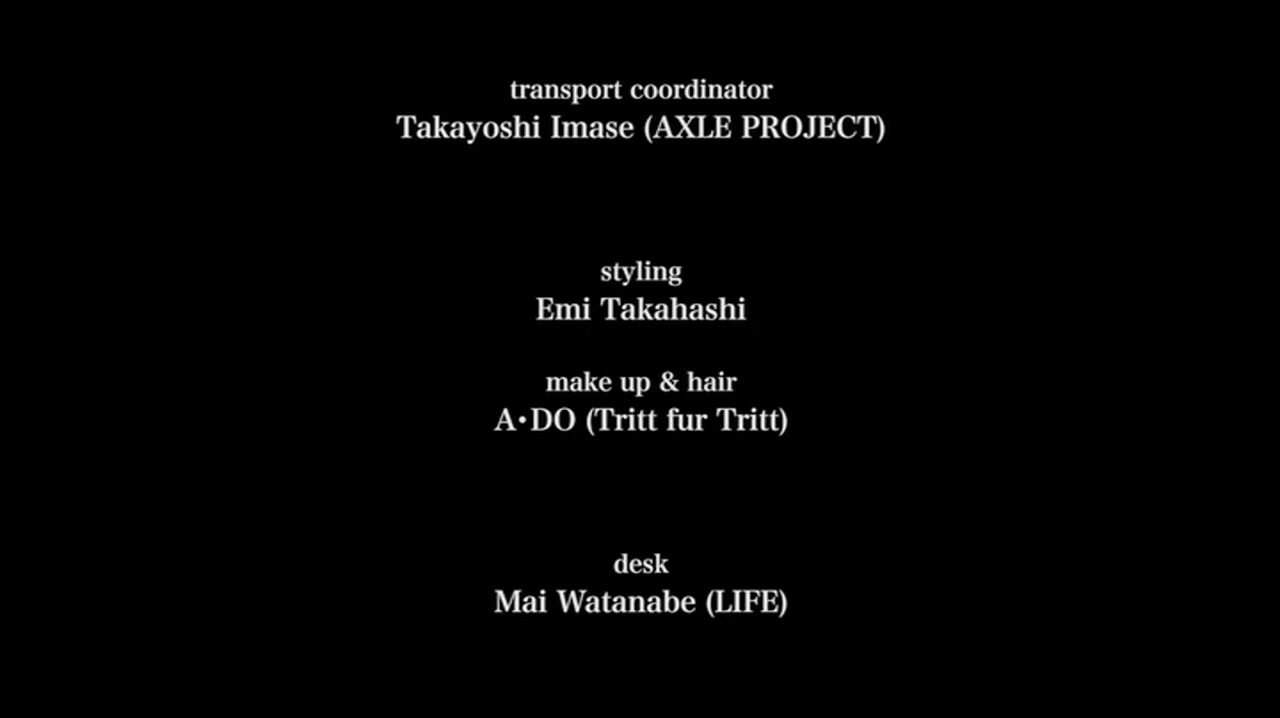 transport coordinator
Takayoshi Imase (AXLE PROJECT)
styling
Emi Takahashi
make up & hair
A・DO (Tritt fur Tritt)
desk
Mai Watanabe (LIFE)